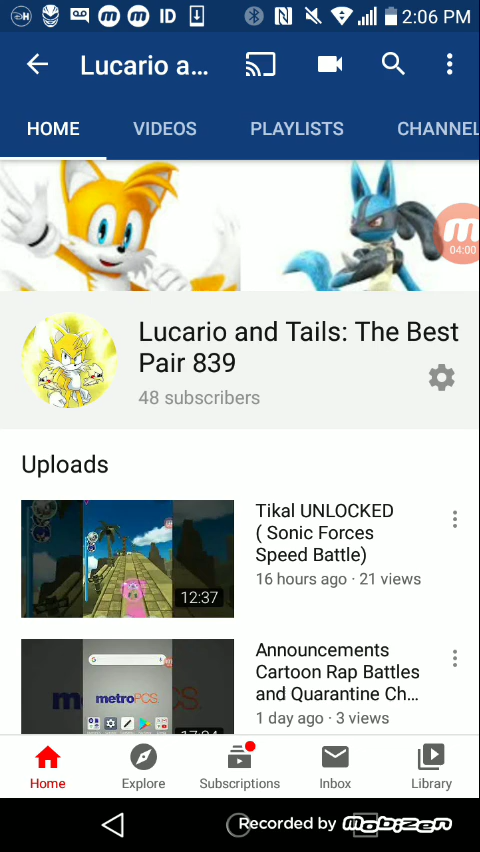 ID
2:06 PM
Lucario a...
HOME VIDEOS PLAYLISTS CHANNEL
04:00
Lucario and Tails: The Best
Pair 839
48 subscribers
Uploads
Tikal UNLOCKED
( Sonic Forces
Speed Battle)
16 hours ago · 21 views
12:37
Announcements
Cartoon Rap Battles
and Quarantine Ch...
1 day ago · 3 views
metroPCS.
Home Explore Subscriptions Inbox Library
Recorded by Mobizen